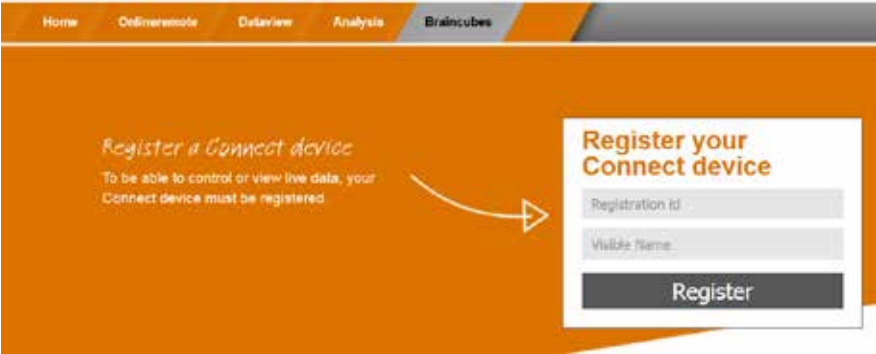 Home Onlineremote Dataview Analysis Braincubes
Register a Connect device
To be able to control or view live data, your
Connect device must be registered
Register your
Connect device
Registration Id
Visible Name
Register